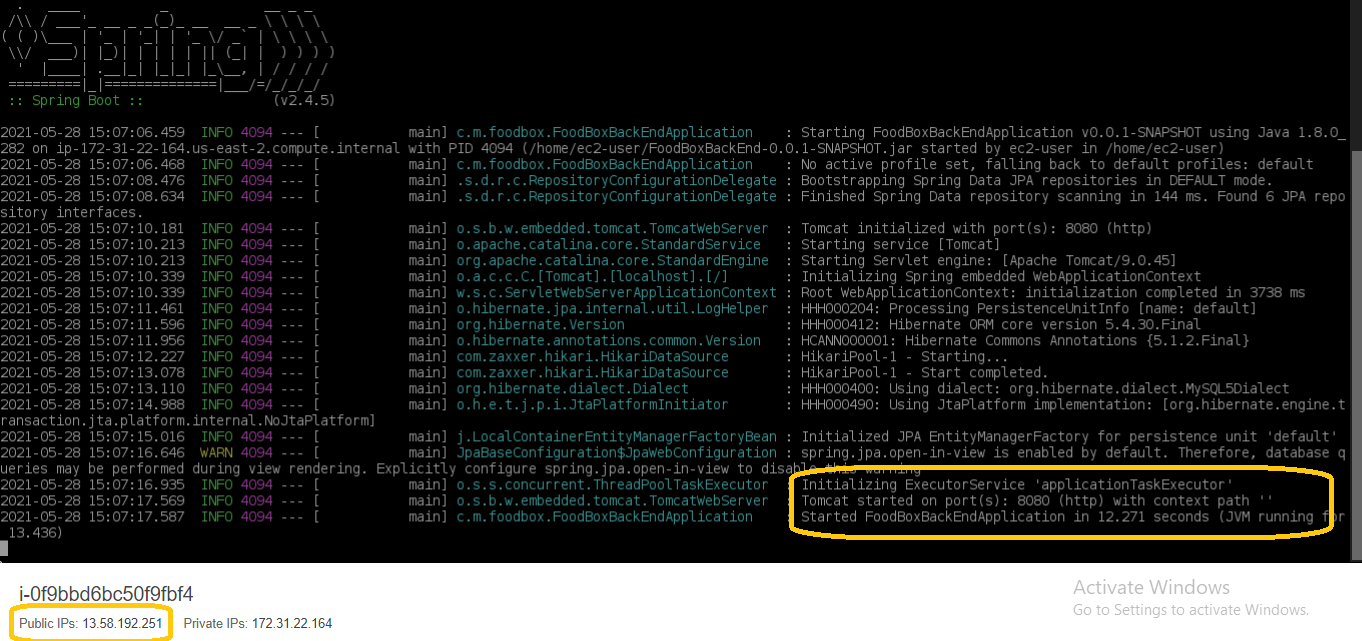 :: Spring Boot ::                (v2.4.5)
2021-05-28 15:07:06.459  INFO 4094 --- [           main] c.m.foodbox.FoodBoxBackEndApplication    : Starting FoodBoxBackEndApplication v0.0.1-SNAPSHOT using Java 1.8.0_
282 on ip-172-31-22-164.us-east-2.compute.internal with PID 4094 (/home/ec2-user/FoodBoxBackEnd-0.0.1-SNAPSHOT.jar started by ec2-user in /home/ec2-user)
2021-05-28 15:07:06.468  INFO 4094 --- [           main] c.m.foodbox.FoodBoxBackEndApplication    : No active profile set, falling back to default profiles: default
2021-05-28 15:07:08.476  INFO 4094 --- [           main] .s.d.r.c.RepositoryConfigurationDelegate : Bootstrapping Spring Data JPA repositories in DEFAULT mode.
2021-05-28 15:07:08.634  INFO 4094 --- [           main] .s.d.r.c.RepositoryConfigurationDelegate : Finished Spring Data repository scanning in 144 ms. Found 6 JPA repo
sitory interfaces.
2021-05-28 15:07:10.181  INFO 4094 --- [           main] o.s.b.w.embedded.tomcat.TomcatWebServer  : Tomcat initialized with port(s): 8080 (http)
2021-05-28 15:07:10.213  INFO 4094 --- [           main] o.apache.catalina.core.StandardService   : Starting service [Tomcat]
2021-05-28 15:07:10.213  INFO 4094 --- [           main] org.apache.catalina.core.StandardEngine  : Starting Servlet engine: [Apache Tomcat/9.0.45]
2021-05-28 15:07:10.339  INFO 4094 --- [           main] o.a.c.c.C.[Tomcat].[localhost].[/]       : Initializing Spring embedded WebApplicationContext
2021-05-28 15:07:10.339  INFO 4094 --- [           main] w.s.c.ServletWebServerApplicationContext : Root WebApplicationContext: initialization completed in 3738 ms
2021-05-28 15:07:11.461  INFO 4094 --- [           main] o.hibernate.jpa.internal.util.LogHelper  : HHH000204: Processing PersistenceUnitInfo [name: default]
2021-05-28 15:07:11.596  INFO 4094 --- [           main] org.hibernate.Version                    : HHH000412: Hibernate ORM core version 5.4.30.Final
2021-05-28 15:07:11.956  INFO 4094 --- [           main] o.hibernate.annotations.common.Version   : HCANN000001: Hibernate Commons Annotations {5.1.2.Final}
2021-05-28 15:07:12.227  INFO 4094 --- [           main] com.zaxxer.hikari.HikariDataSource       : HikariPool-1 - Starting...
2021-05-28 15:07:13.078  INFO 4094 --- [           main] com.zaxxer.hikari.HikariDataSource       : HikariPool-1 - Start completed.
2021-05-28 15:07:13.110  INFO 4094 --- [           main] org.hibernate.dialect.Dialect            : HHH000400: Using dialect: org.hibernate.dialect.MySQL5Dialect
2021-05-28 15:07:14.988  INFO 4094 --- [           main] o.h.e.t.j.p.i.JtaPlatformInitiator       : HHH000490: Using JtaPlatform implementation: [org.hibernate.engine.t
ransaction.jta.platform.internal.NoJtaPlatform]
2021-05-28 15:07:15.016  INFO 4094 --- [           main] j.LocalContainerEntityManagerFactoryBean : Initialized JPA EntityManagerFactory for persistence unit 'default'
2021-05-28 15:07:16.646  WARN 4094 --- [           main] JpaBaseConfiguration$JpaWebConfiguration : spring.jpa.open-in-view is enabled by default. Therefore, database q
ueries may be performed during view rendering. Explicitly configure spring.jpa.open-in-view to disable this warning
2021-05-28 15:07:16.935  INFO 4094 --- [           main] o.s.s.concurrent.ThreadPoolTaskExecutor  : Initializing ExecutorService 'applicationTaskExecutor'
2021-05-28 15:07:17.569  INFO 4094 --- [           main] o.s.b.w.embedded.tomcat.TomcatWebServer  : Tomcat started on port(s): 8080 (http) with context path ''
2021-05-28 15:07:17.587  INFO 4094 --- [           main] c.m.foodbox.FoodBoxBackEndApplication    : Started FoodBoxBackEndApplication in 12.271 seconds (JVM running for
13.436)
i-0f9bbd6bc50f9fbf4
Public IPs: 13.58.192.251    Private IPs: 172.31.22.164
Activate Windows
Go to Settings to activate Windows.